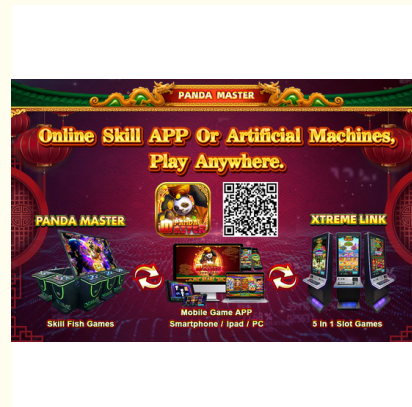 PANDA MASTER
Online Skill APP Or Artificial Machines,
Play Anywhere.
PANDA MASTER
XTREME LINK
Mobile Game APP
Skill Fish Games
Smartphone / Ipad / PC
5 In 1 Slot Games